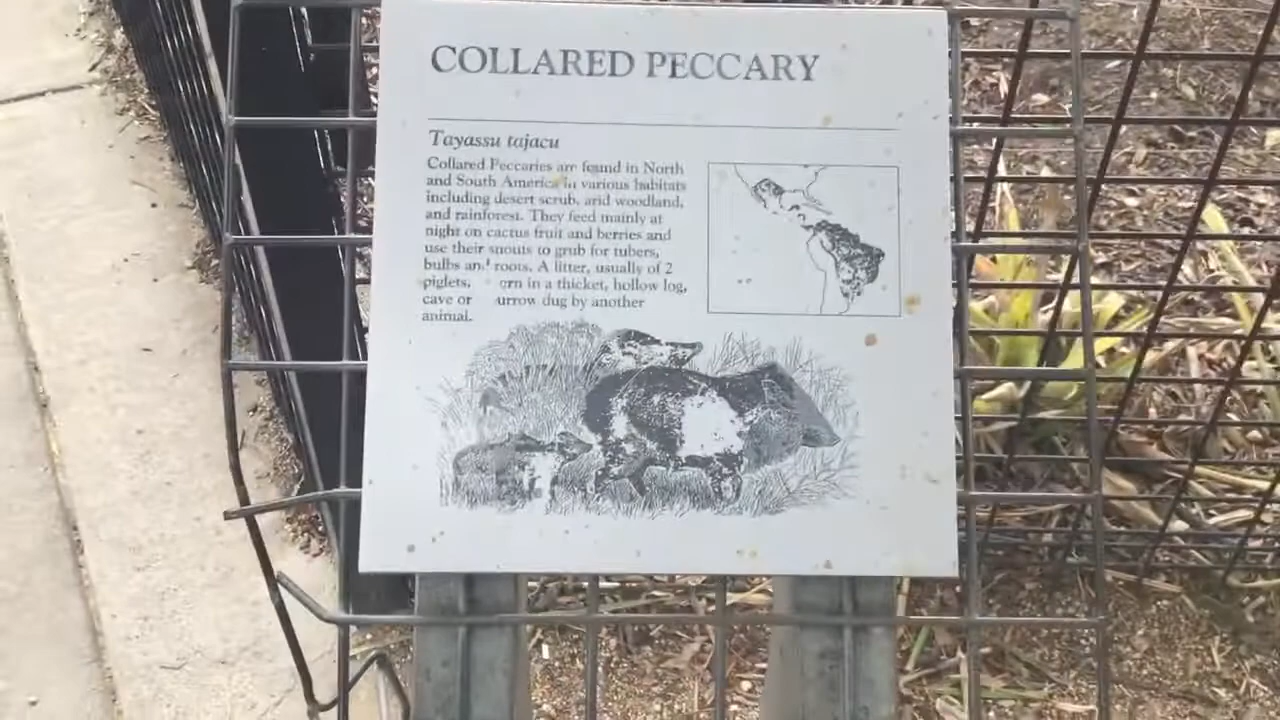 COLLARED PECCARY
Tayassu tajacu
Collared Peccaries are found in North
and South America in various habitats
including desert scrub, arid woodland,
and rainforest. They feed mainly at
night on cactus fruit and berries and
use their snouts to grub for tubers,
bulbs and roots. A litter, usually of 2
piglets, orn in a thicket, hollow log,
cave or urrow dug by another
animal.